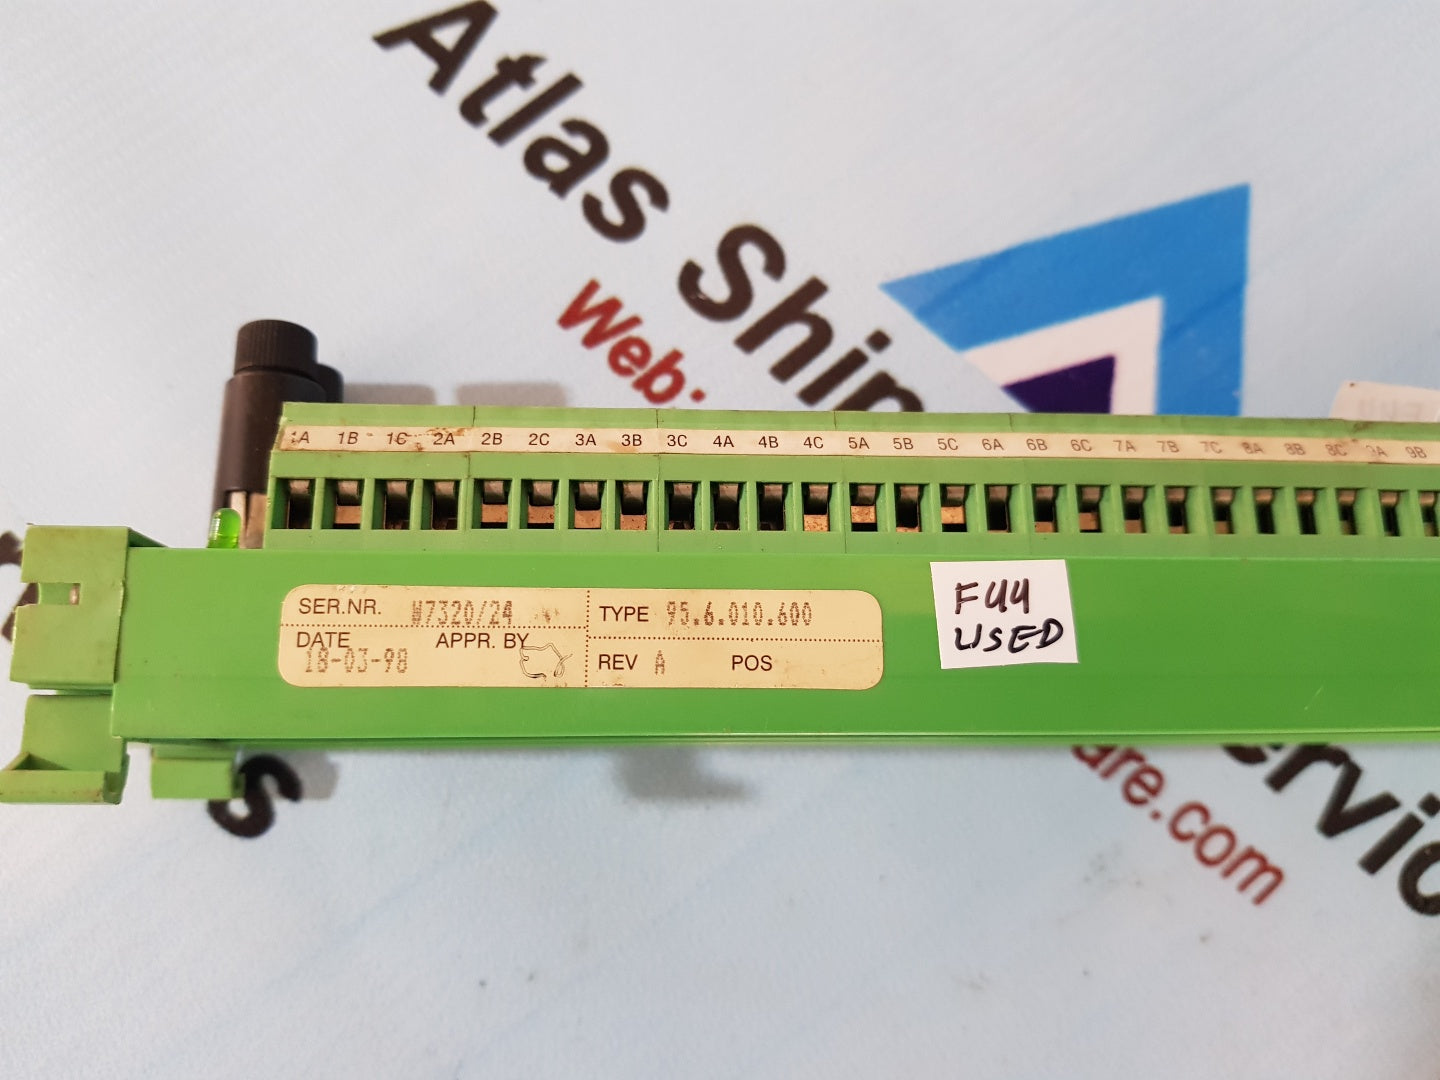 Atlas Ship
Web:
1A 1B 1C 2A 2B 2C 3A 3B 3C 4A 4B 4C 5A 5B 5C 6A 6B 6C 7A 7B 7C 8A 8B 8C 9A 9B
SER.NR. W7320/24
DATE 18-03-98
APPR. BY
TYPE 95.6.010.600
REV A POS
F44
USED
are.com
ervic
s